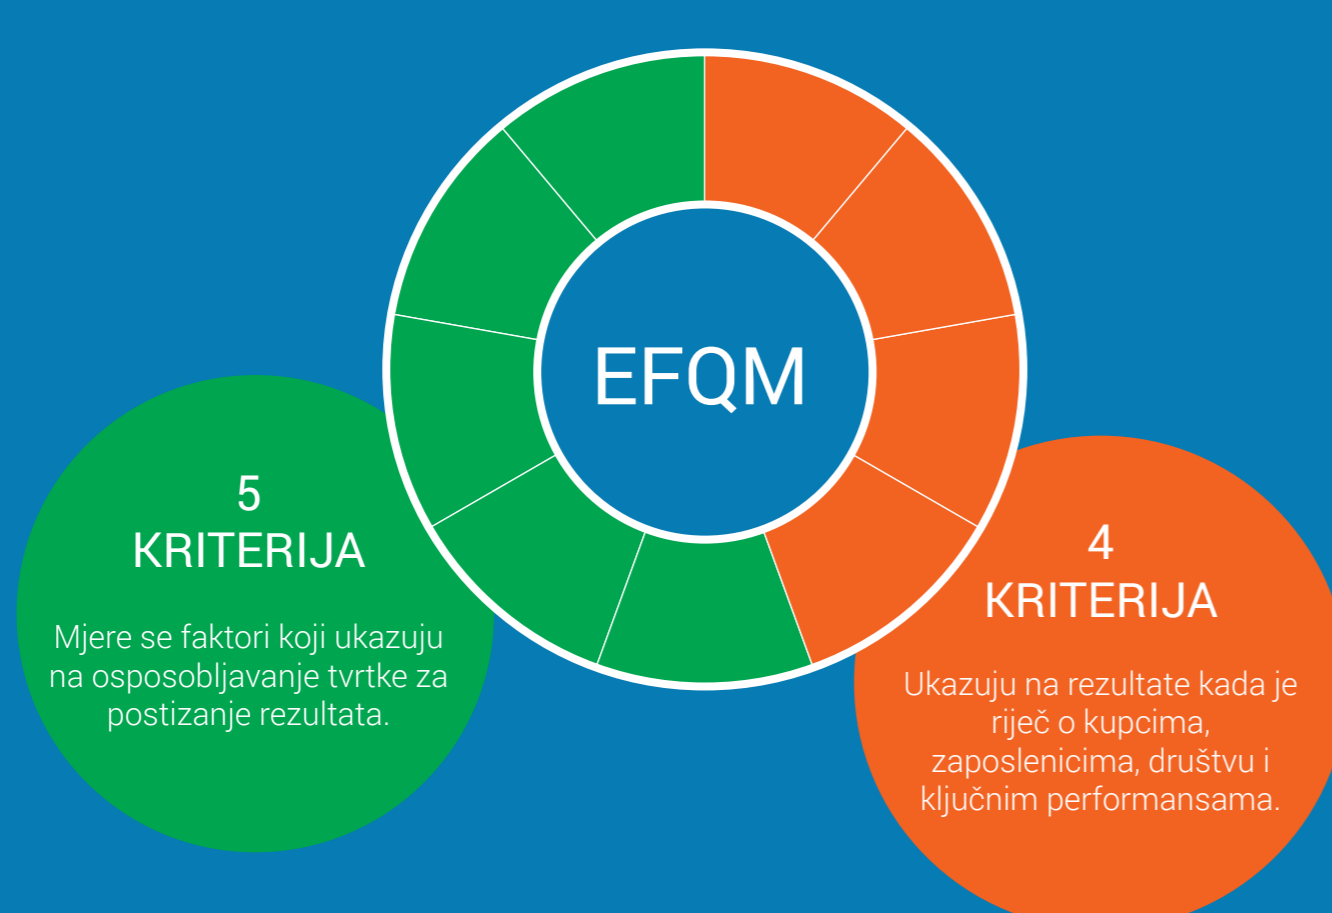 EFQM
5
KRITERIJA
Mjere se faktori koji ukazuju
na osposobljavanje tvrtke za
postizanje rezultata.
4
KRITERIJA
Ukazuju na rezultate kada je
riječ o kupcima,
zaposlenicima, društvu i
ključnim performansama.